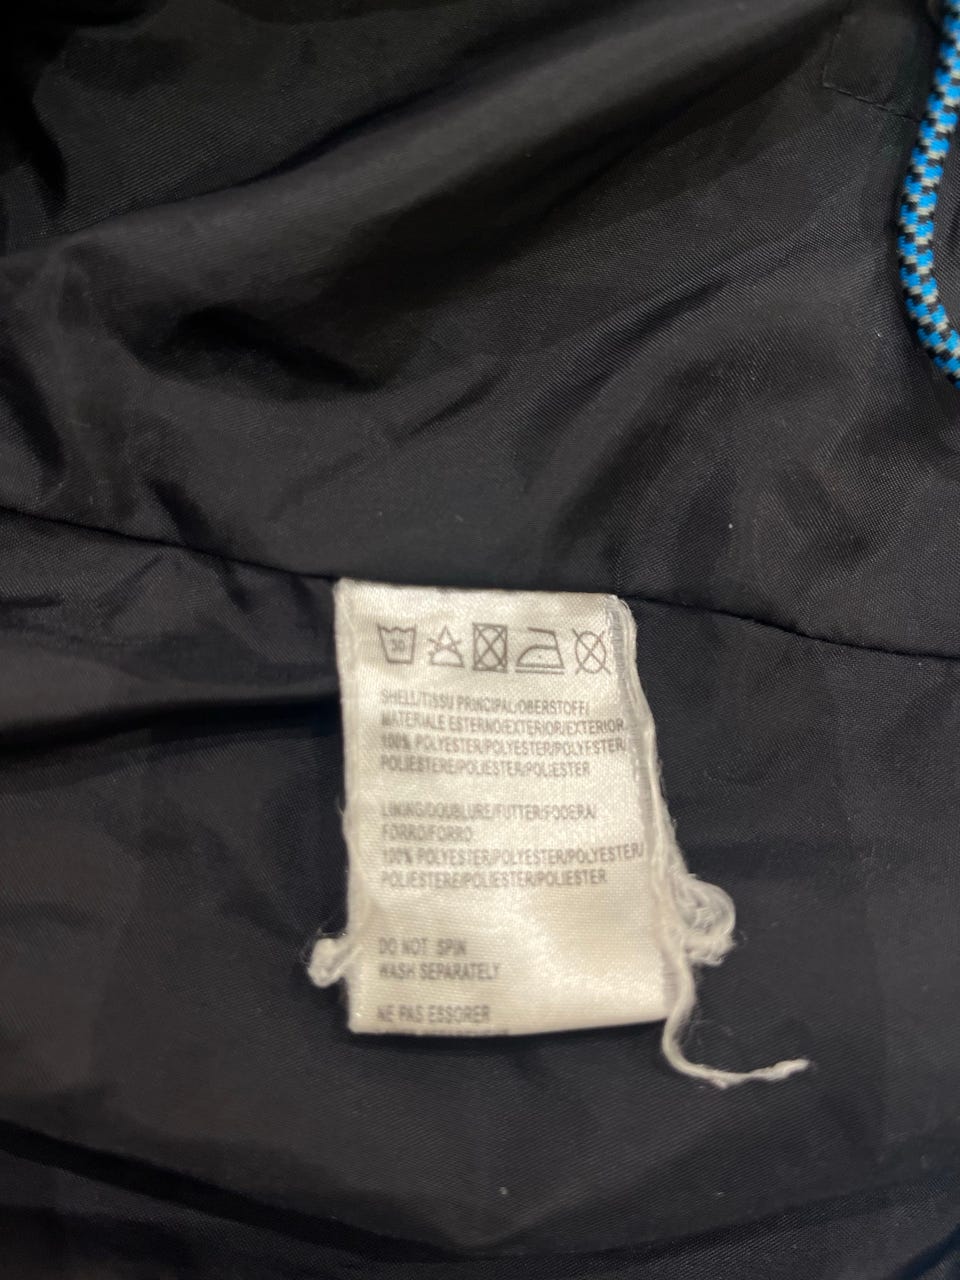 30
SHELL/TISSU PRINCIPAL/OBERSTOFF/
MATERIALE ESTERNO/EXTERIOR/EXTERIOR
100% POLYESTER/POLYESTER/POLYESTER/
POLIESTERE/POLIESTER/POLIESTER
LINING/DOUBLURE/FUTTER/FODERA/
FORRO/FORRO
100% POLYESTER/POLYESTER/POLYESTER/
POLIESTERE/POLIESTER/POLIESTER
DO NOT SPIN
WASH SEPARATELY
NE PAS ESSORER